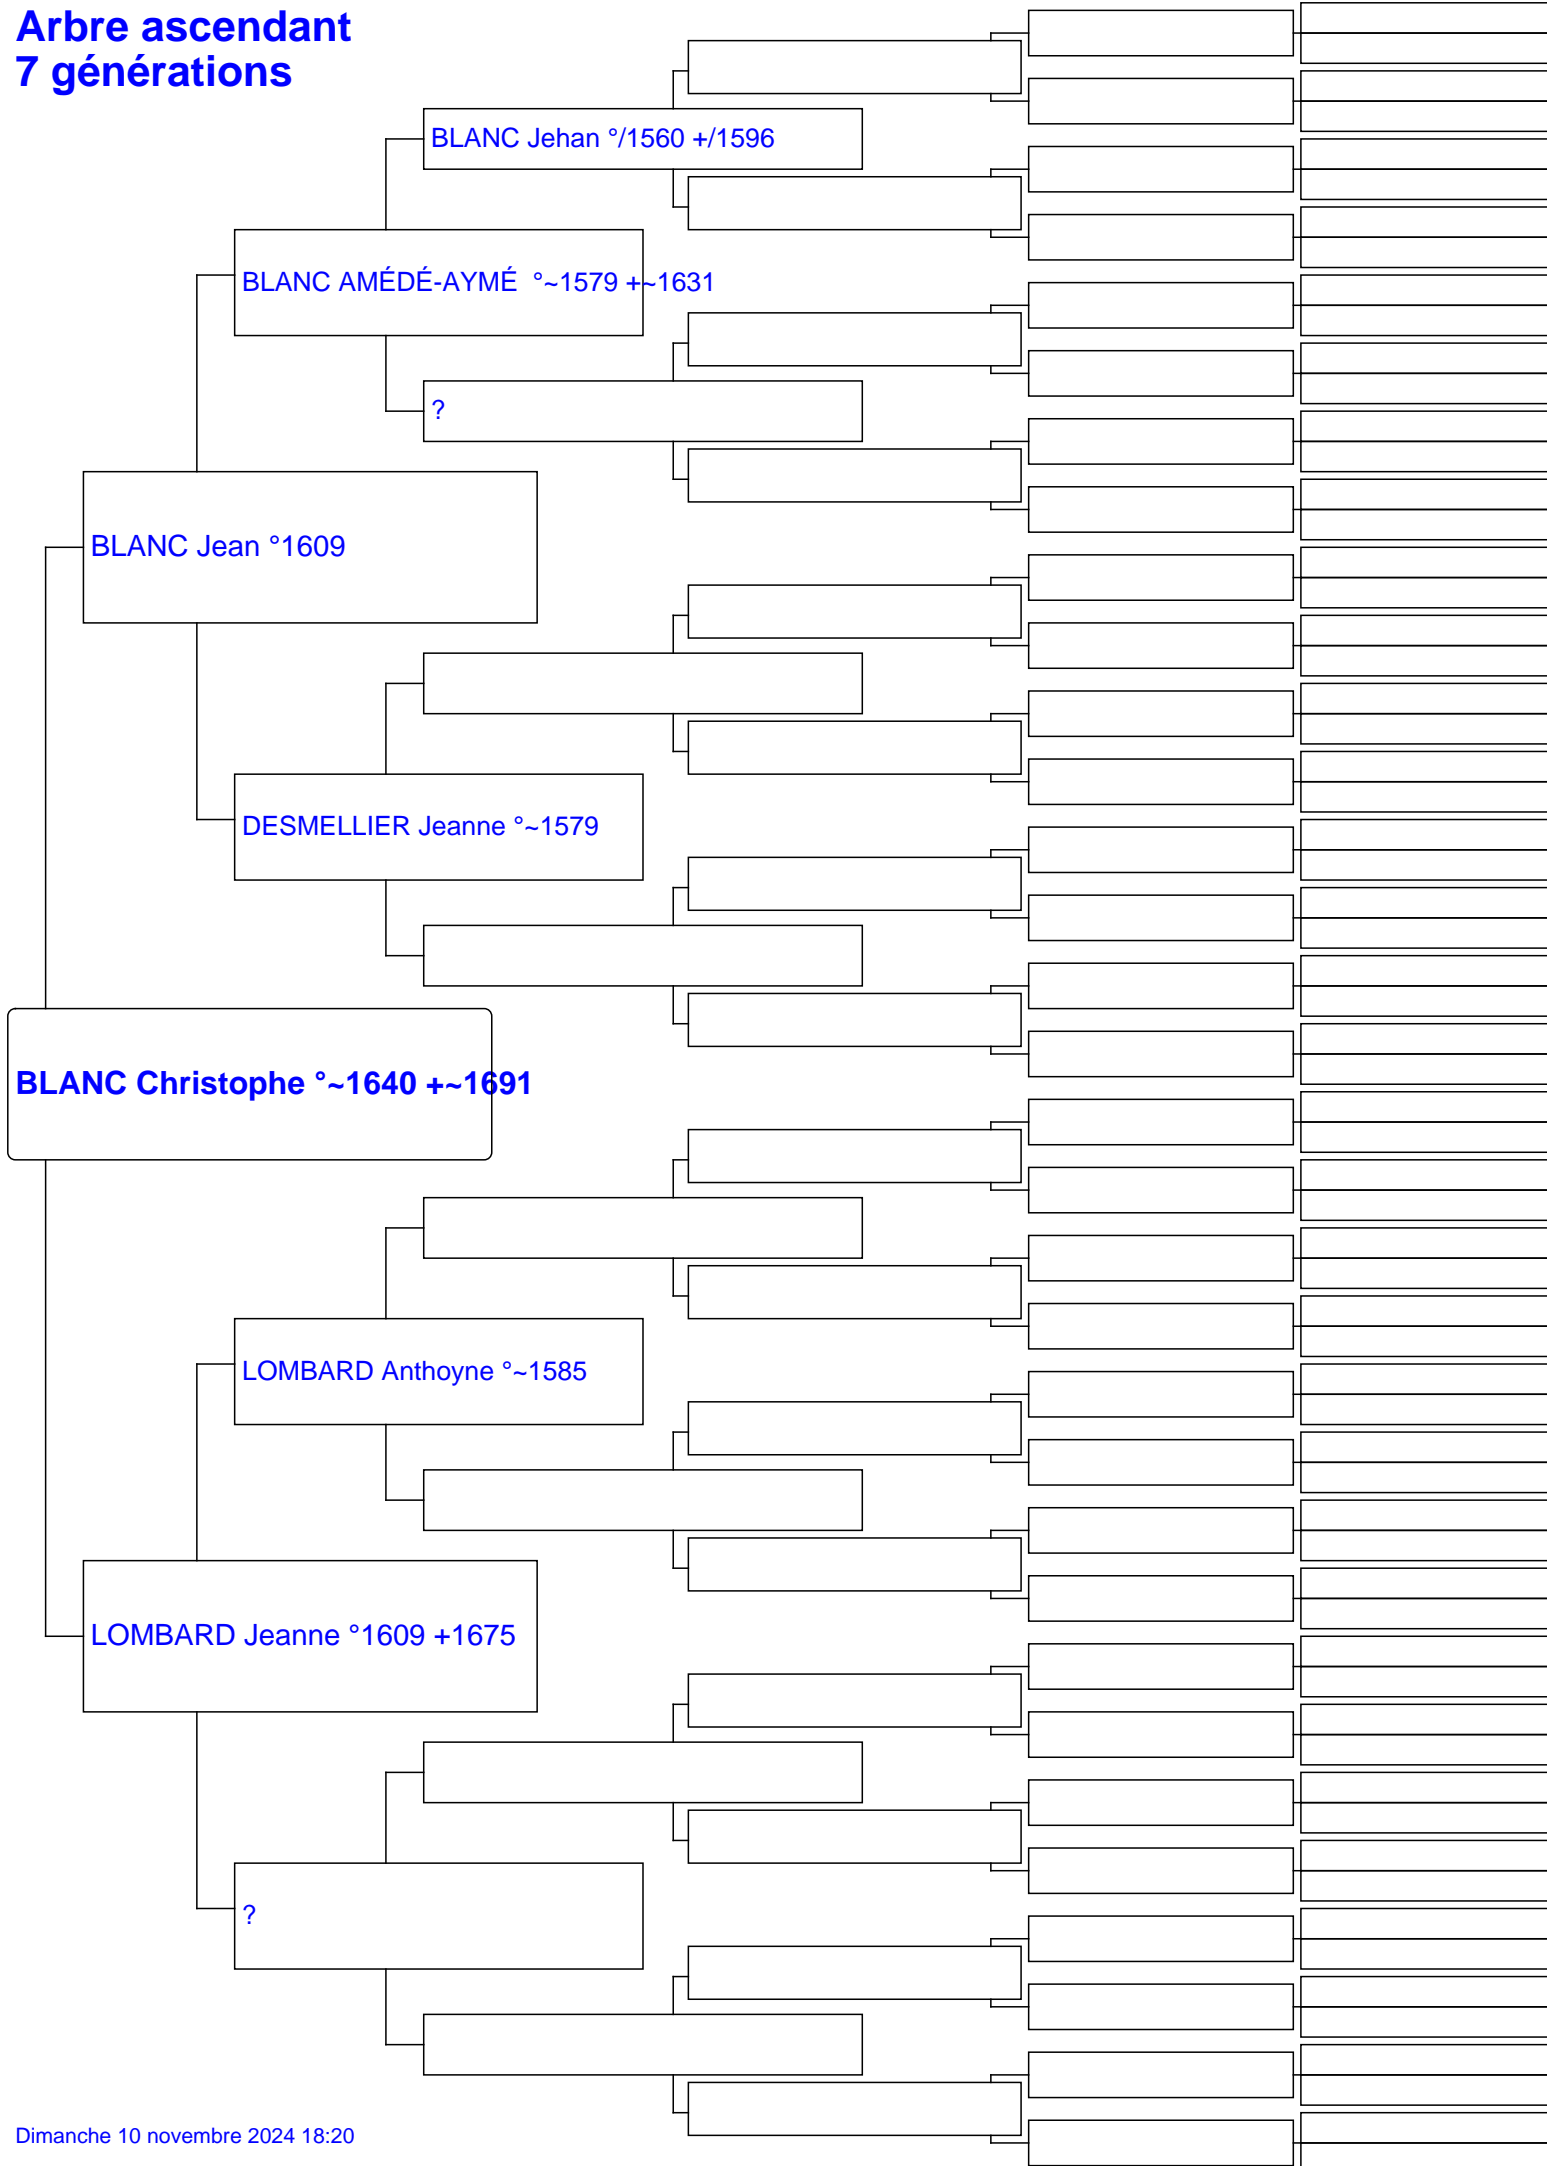 Arbre ascendant
7 générations
BLANC Jehan °/1560 +/1596
BLANC AMÉDÉ-AYMÉ  °~1579 +~1631
?
BLANC Jean °1609
DESMELLIER Jeanne °~1579
BLANC Christophe °~1640 +~1691
LOMBARD Anthoyne °~1585
LOMBARD Jeanne °1609 +1675
?
Dimanche 10 novembre 2024 18:20